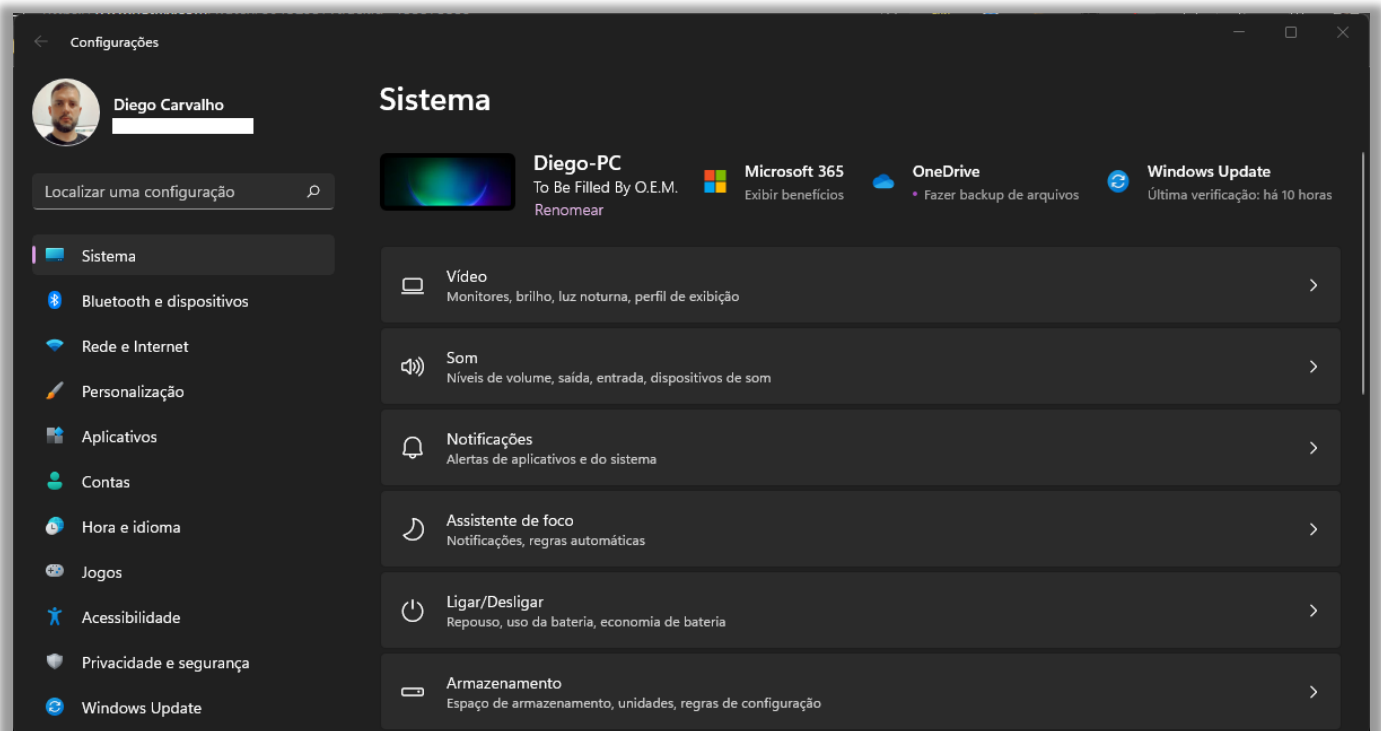 Configurações
Diego Carvalho
Localizar uma configuração
Sistema
Bluetooth e dispositivos
Rede e Internet
Personalização
Aplicativos
Contas
Hora e idioma
Jogos
Acessibilidade
Privacidade e segurança
Windows Update
Sistema
Diego-PC
To Be Filled By O.E.M.
Renomear
Microsoft 365
Exibir benefícios
OneDrive
• Fazer backup de arquivos
Windows Update
Última verificação: há 10 horas
Vídeo
Monitores, brilho, luz noturna, perfil de exibição
Som
Níveis de volume, saída, entrada, dispositivos de som
Notificações
Alertas de aplicativos e do sistema
Assistente de foco
Notificações, regras automáticas
Ligar/Desligar
Repouso, uso da bateria, economia de bateria
Armazenamento
Espaço de armazenamento, unidades, regras de configuração